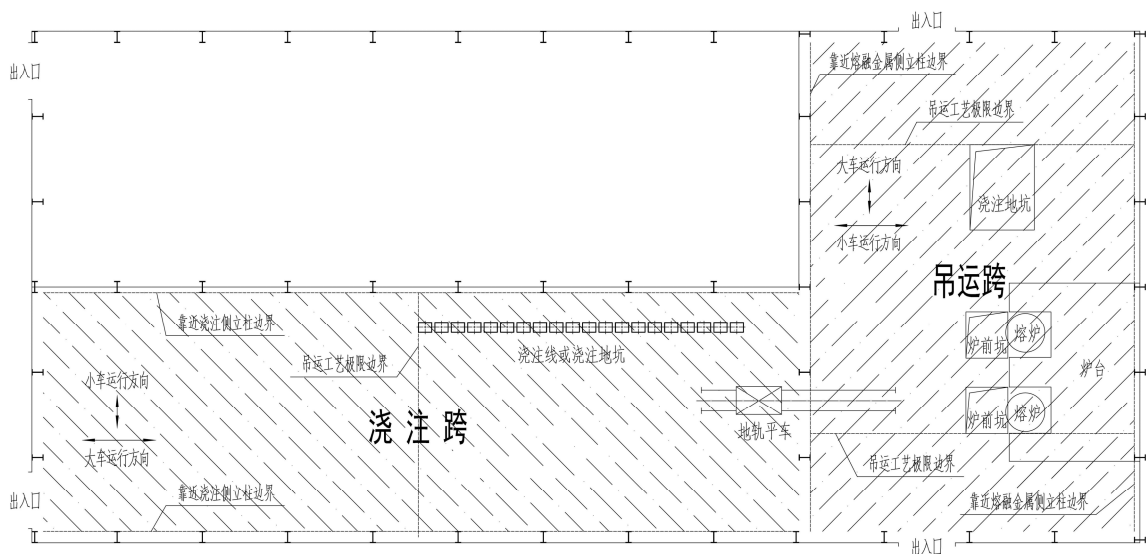 出入口
出入口
靠近熔融金属侧立柱边界
吊运工艺极限边界
大车运行方向
小车运行方向
浇注地坑
吊运跨
靠近浇注侧立柱边界
浇注线或浇注地坑
吊运工艺极限边界
炉前坑
熔炉
炉台
小车运行方向
大车运行方向
浇注跨
地轨平车
炉前坑
熔炉
吊运工艺极限边界
靠近浇注侧立柱边界
靠近熔融金属侧立柱边界
出入口
出入口